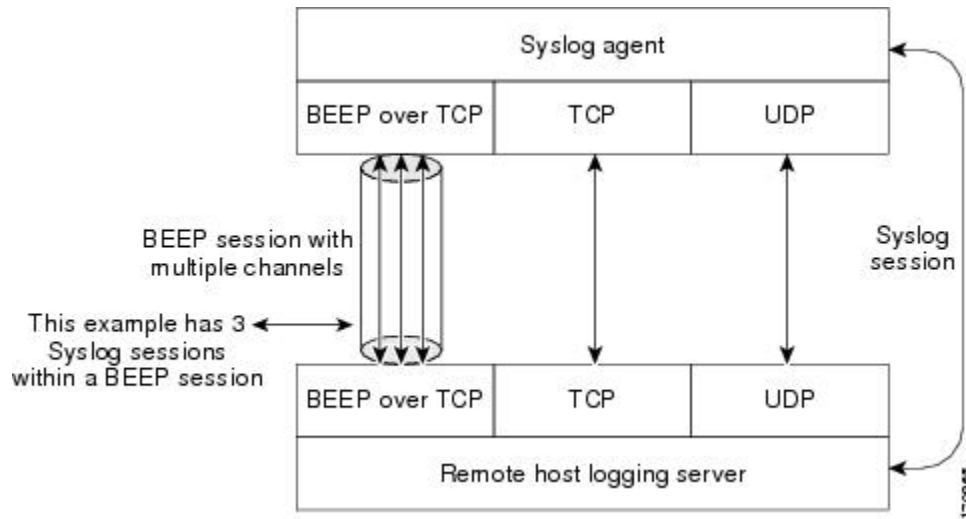 Syslog agent
BEEP over TCP
TCP
UDP
BEEP session with
multiple channels
This example has 3
Syslog sessions
within a BEEP session
Syslog
session
BEEP over TCP
TCP
UDP
Remote host logging server